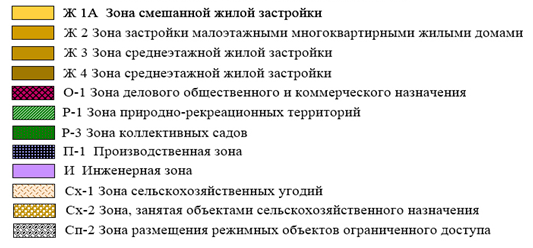 Ж 1А Зона смешанной жилой застройки
Ж 2 Зона застройки малоэтажными многоквартирными жилыми домами
Ж 3 Зона среднеэтажной жилой застройки
Ж 4 Зона среднеэтажной жилой застройки
О-1 Зона делового общественного и коммерческого назначения
Р-1 Зона природно-рекреационных территорий
Р-3 Зона коллективных садов
П-1 Производственная зона
И Инженерная зона
Сх-1 Зона сельскохозяйственных угодий
Сх-2 Зона, занятая объектами сельскохозяйственного назначения
Сп-2 Зона размещения режимных объектов ограниченного доступа